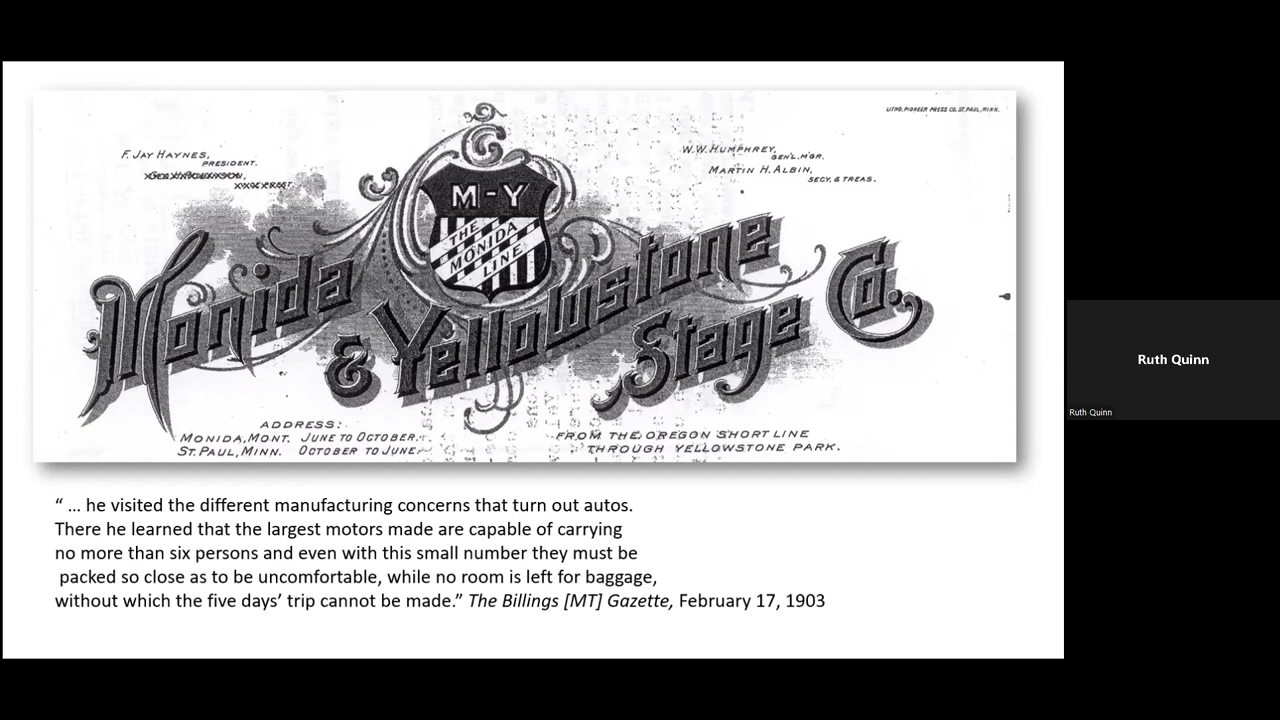 LITHO. PIONEER PRESS CO. ST. PAUL, MINN.
F. JAY HAYNES,
PRESIDENT.
W. W. HUMPHREY,
GEN'L. M'GR.
MARTIN H. ALBIN,
SECY. & TREAS.
M-Y
THE
MONIDA
LINE
Monida
& Yellowstone
Stage Co.
ADDRESS:
MONIDA, MONT. JUNE TO OCTOBER.
ST. PAUL, MINN. OCTOBER TO JUNE.
FROM THE OREGON SHORT LINE
THROUGH YELLOWSTONE PARK.
“ … he visited the different manufacturing concerns that turn out autos.
There he learned that the largest motors made are capable of carrying
no more than six persons and even with this small number they must be
packed so close as to be uncomfortable, while no room is left for baggage,
without which the five days’ trip cannot be made.” The Billings [MT] Gazette, February 17, 1903
Ruth Quinn
Ruth Quinn